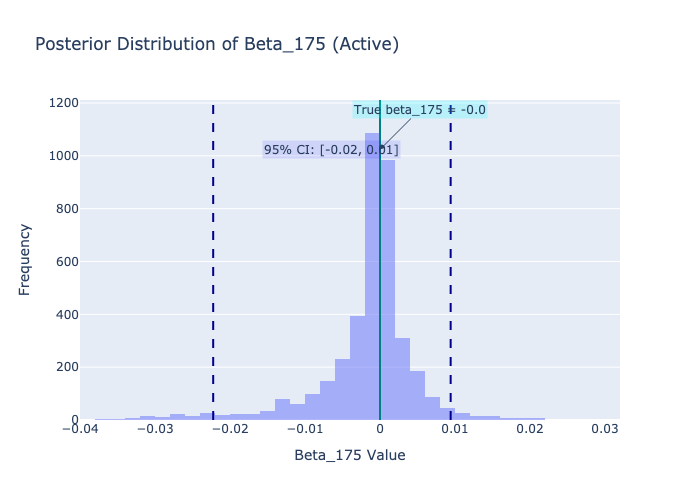 Posterior Distribution of Beta_175 (Active)
True beta_175 = -0.0
95% CI: [-0.02, 0.01]
1200
1000
800
600
400
200
0
Frequency
−0.04 −0.03 −0.02 −0.01 0 0.01 0.02 0.03
Beta_175 Value